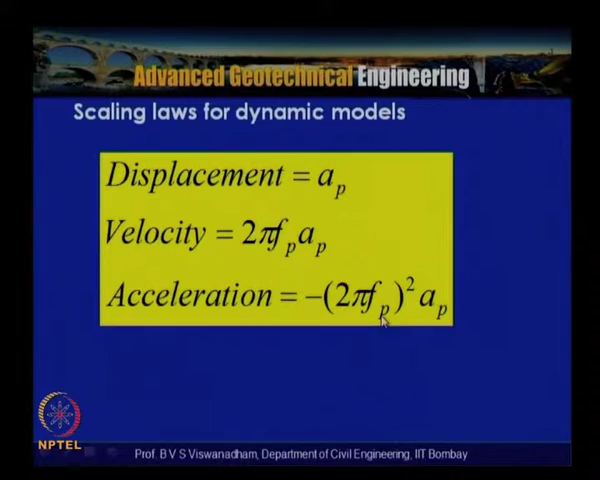 Advanced Geotechnical Engineering
Scaling laws for dynamic models
Displacement = a_p
Velocity = 2πf_p a_p
Acceleration = −(2πf_p)² a_p
NPTEL
Prof. B V S Viswanadham, Department of Civil Engineering, IIT Bombay